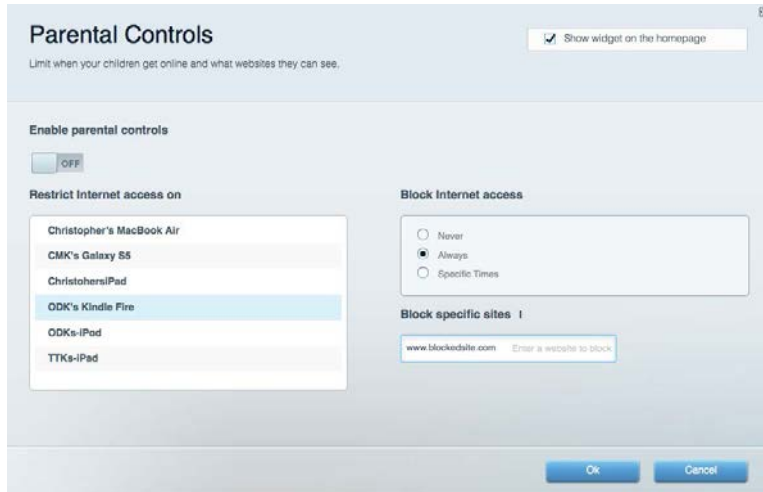 Parental Controls
Show widget on the homepage
Limit when your children get online and what websites they can see.
Enable parental controls
OFF
Restrict Internet access on
Christopher's MacBook Air
CMK's Galaxy S5
ChristohersiPad
ODK's Kindle Fire
ODKs-iPod
TTKs-iPad
Block Internet access
Never
Always
Specific Times
Block specific sites
www.blockedsite.com Enter a website to block
Ok Cancel